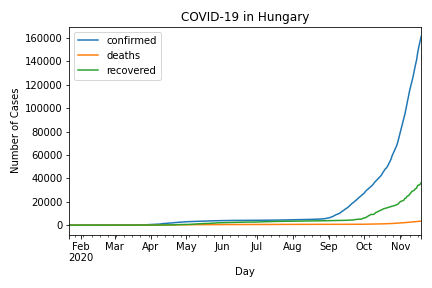 COVID-19 in Hungary
confirmed
deaths
recovered
Number of Cases
160000
140000
120000
100000
80000
60000
40000
20000
0
Feb Mar Apr May Jun Jul Aug Sep Oct Nov
2020
Day